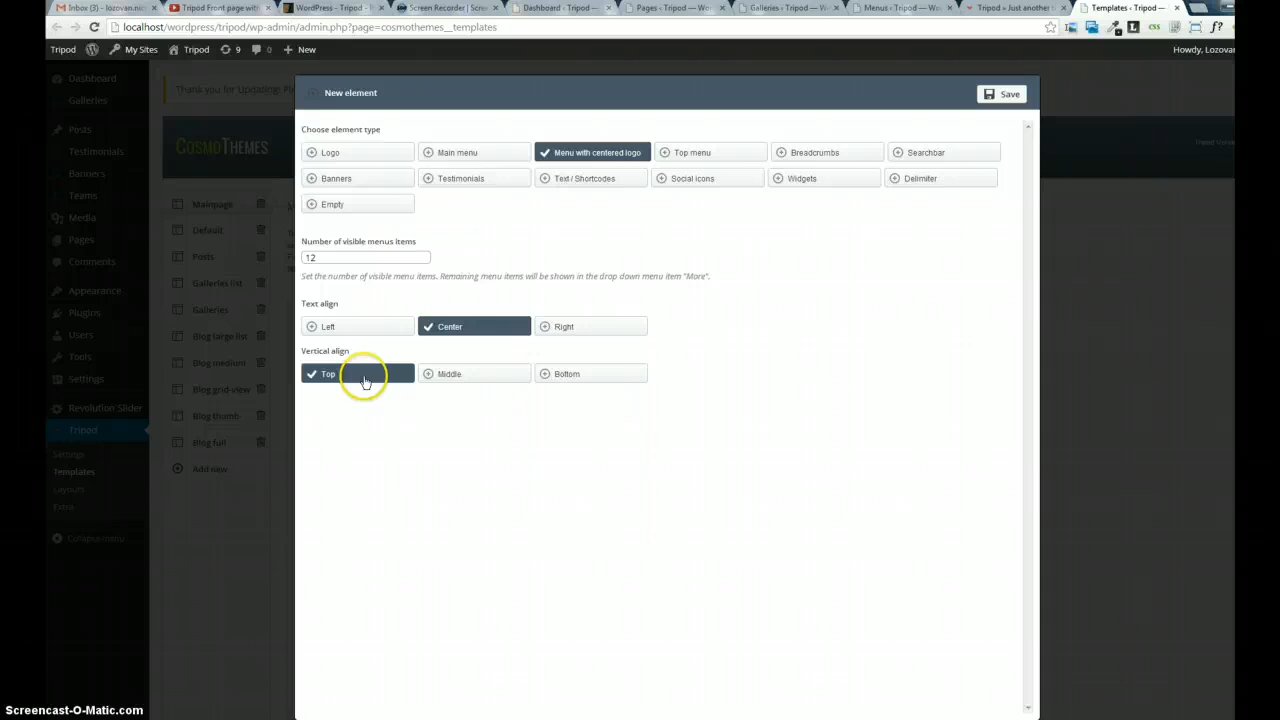 Inbox (3) - lozovan.nic
Tripod Front page with
WordPress - Tripod -
Screen Recorder | Scree
Dashboard ‹ Tripod —
Pages ‹ Tripod — Wor
Galleries ‹ Tripod — W
Menus ‹ Tripod — Wo
Tripod » Just another
Templates ‹ Tripod —
localhost/wordpress/tripod/wp-admin/admin.php?page=cosmothemes__templates
Tripod
My Sites
Tripod
9
0
New
Howdy, Lozovan
Dashboard
Galleries
Posts
Testimonials
Banners
Teams
Media
Pages
Comments
Appearance
Plugins
Users
Tools
Settings
Revolution Slider
Tripod
Settings
Templates
Layouts
Extra
Collapse menu
Thank you for Updating!
COSMOTHEMES
Mainpage
Default
Posts
Galleries list
Galleries
Blog large list
Blog medium
Blog grid-view
Blog thumb-
Blog full
Add new
New element
Save
Choose element type
Logo
Main menu
Menu with centered logo
Top menu
Breadcrumbs
Searchbar
Banners
Testimonials
Text / Shortcodes
Social icons
Widgets
Delimiter
Empty
Number of visible menus items
12
Set the number of visible menu items. Remaining menu items will be shown in the drop down menu item "More".
Text align
Left
Center
Right
Vertical align
Top
Middle
Bottom
Screencast-O-Matic.com